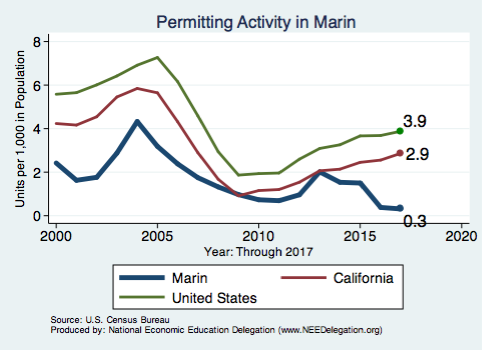 Permitting Activity in Marin
Units per 1,000 in Population
8
6
4
2
0
3.9
2.9
0.3
2000 2005 2010 2015 2020
Year: Through 2017
Marin California
United States
Source: U.S. Census Bureau
Produced by: National Economic Education Delegation (www.NEEDelegation.org)